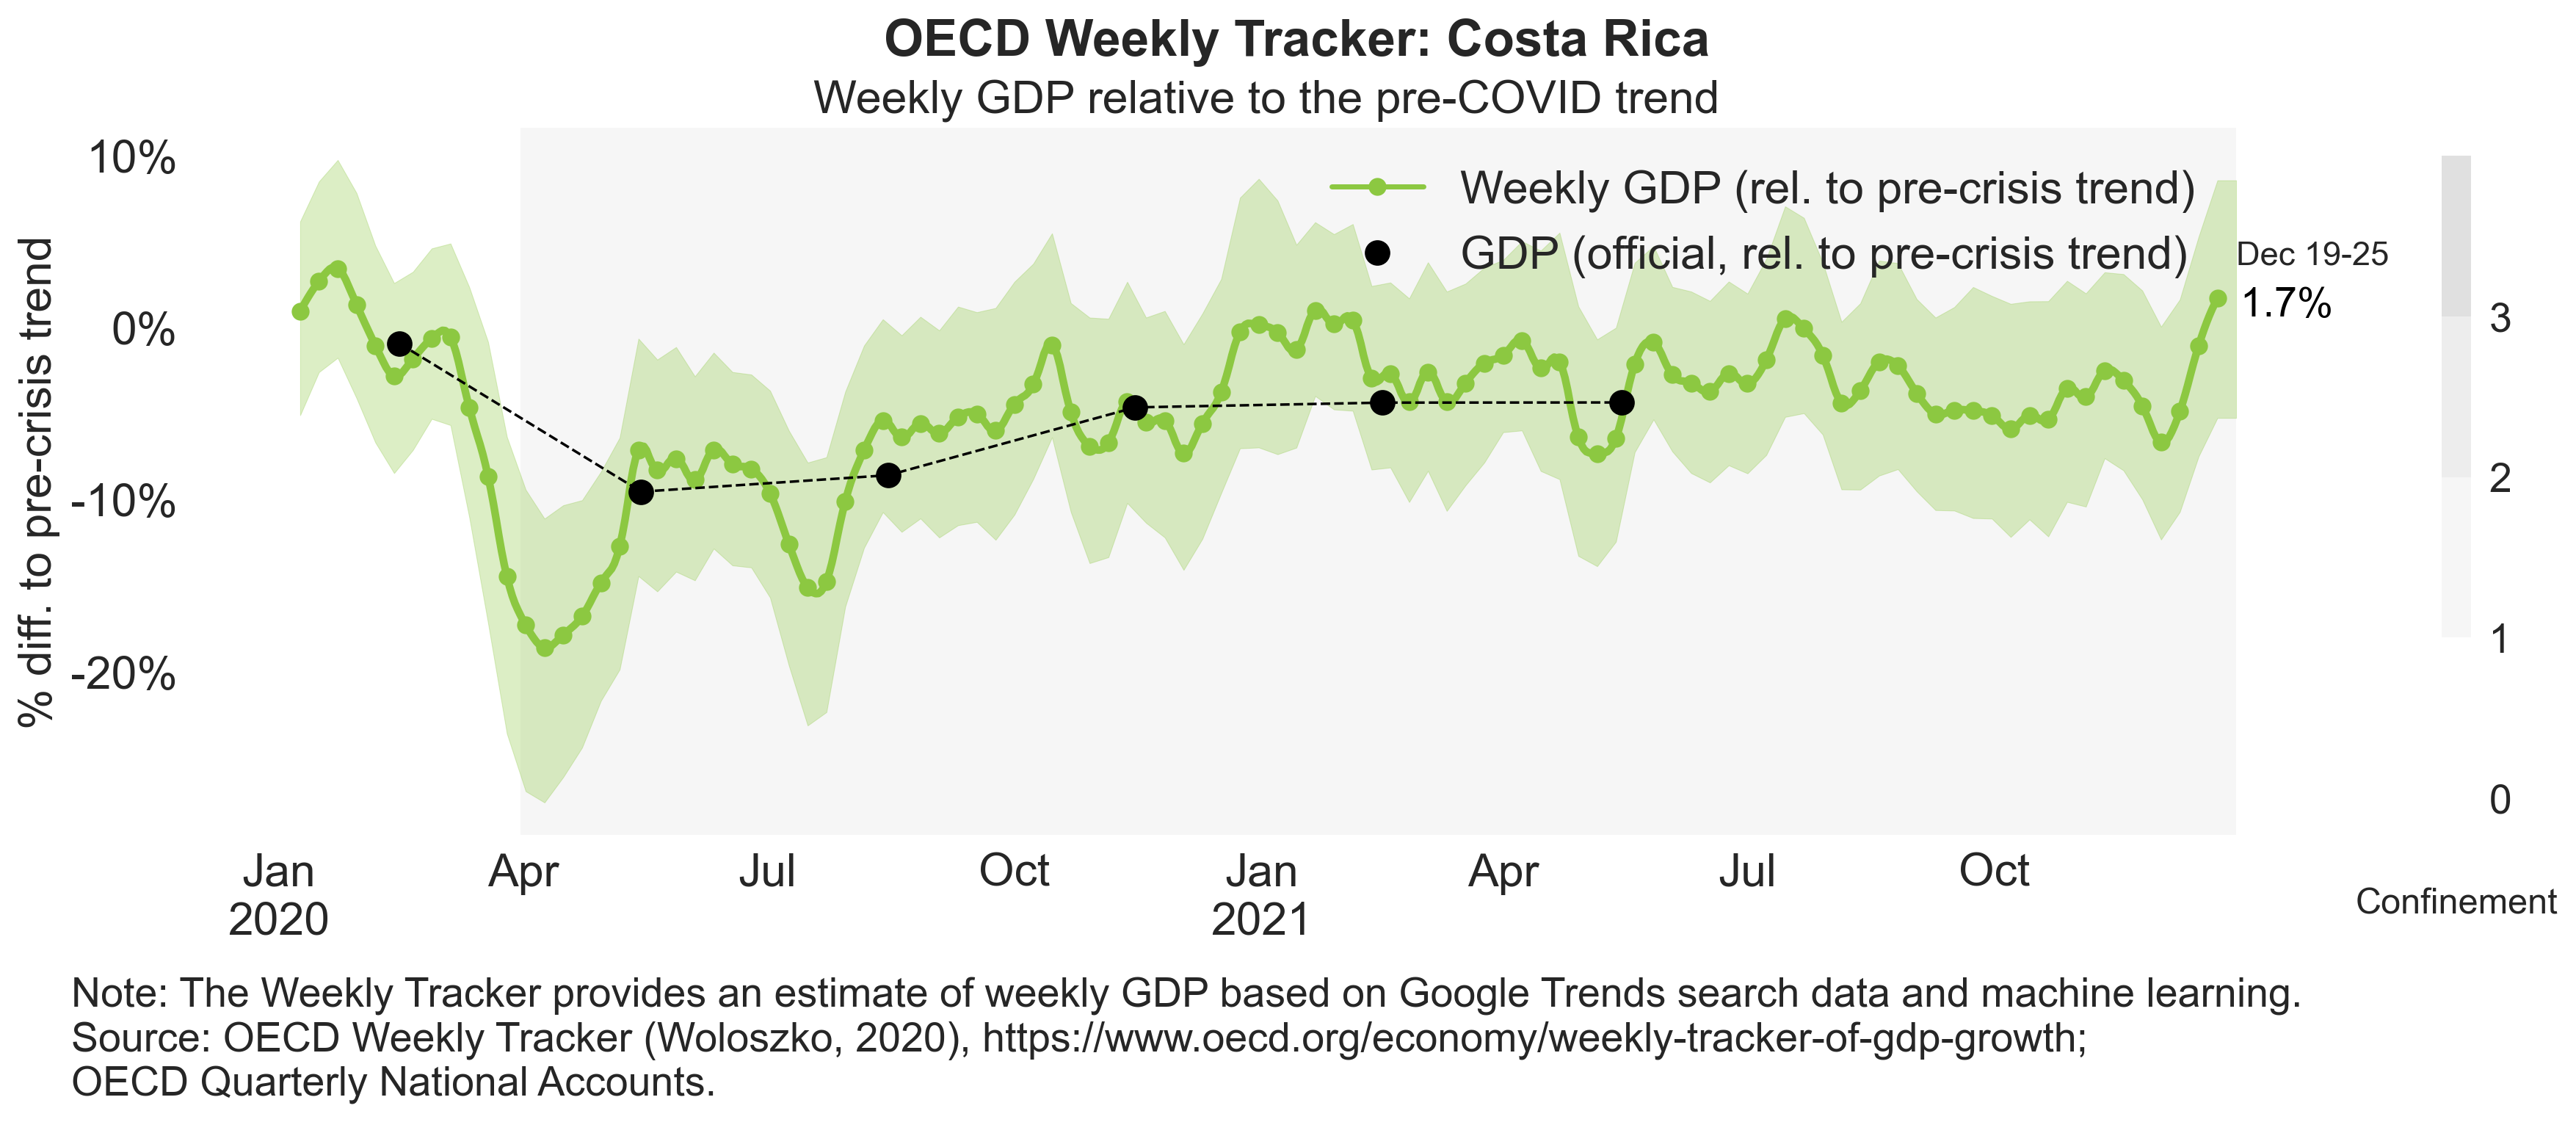 OECD Weekly Tracker: Costa Rica
Weekly GDP relative to the pre-COVID trend
% diff. to pre-crisis trend
10%
0%
-10%
-20%
Weekly GDP (rel. to pre-crisis trend)
GDP (official, rel. to pre-crisis trend)
Dec 19-25
1.7%
3
2
1
0
Confinement
Jan Apr Jul Oct Jan Apr Jul Oct
2020 2021
Note: The Weekly Tracker provides an estimate of weekly GDP based on Google Trends search data and machine learning.
Source: OECD Weekly Tracker (Woloszko, 2020), https://www.oecd.org/economy/weekly-tracker-of-gdp-growth;
OECD Quarterly National Accounts.